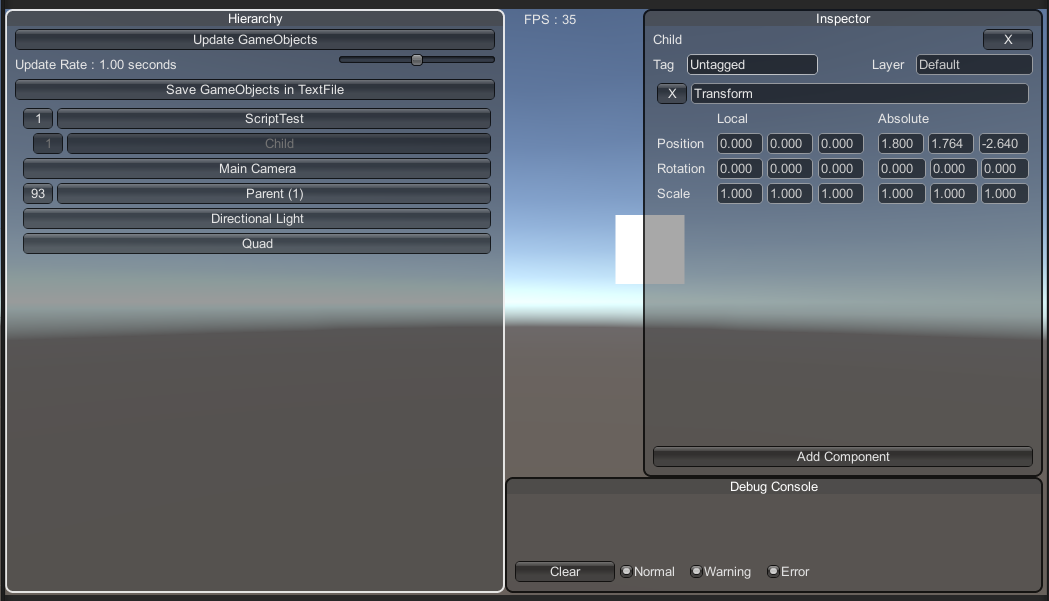 Hierarchy
Update GameObjects
Update Rate : 1.00 seconds
Save GameObjects in TextFile
1 ScriptTest
1 Child
Main Camera
93 Parent (1)
Directional Light
Quad
FPS : 35
Inspector
Child X
Tag Untagged Layer Default
X Transform
Local Absolute
Position 0.000 0.000 0.000 1.800 1.764 -2.640
Rotation 0.000 0.000 0.000 0.000 0.000 0.000
Scale 1.000 1.000 1.000 1.000 1.000 1.000
Add Component
Debug Console
Clear Normal Warning Error